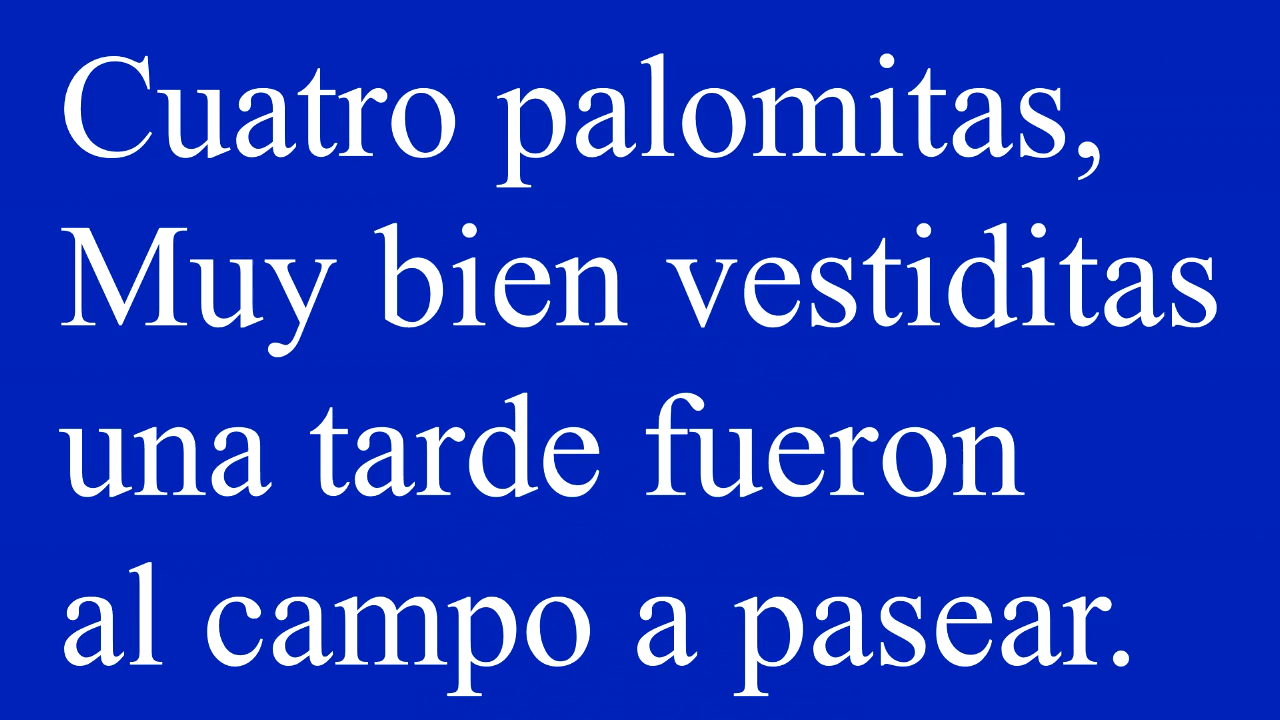 Cuatro palomitas,
Muy bien vestiditas
una tarde fueron
al campo a pasear.